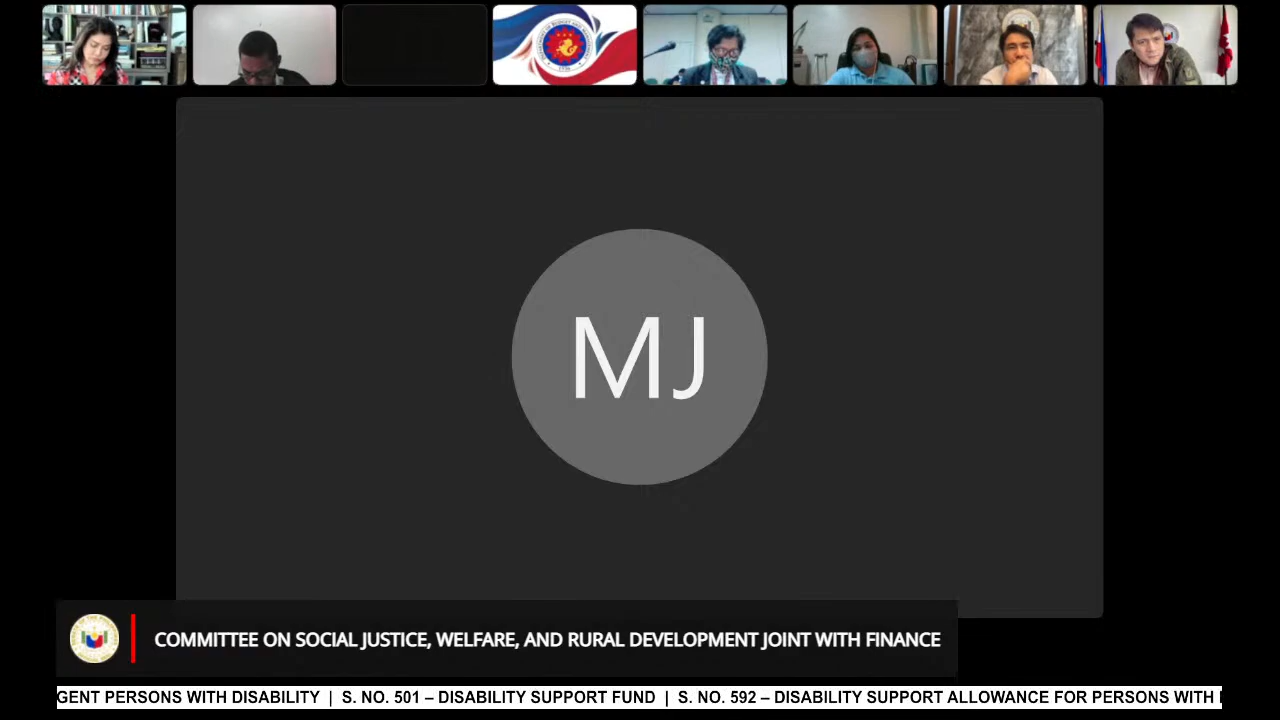 MJ
COMMITTEE ON SOCIAL JUSTICE, WELFARE, AND RURAL DEVELOPMENT JOINT WITH FINANCE
GENT PERSONS WITH DISABILITY | S. NO. 501 – DISABILITY SUPPORT FUND | S. NO. 592 – DISABILITY SUPPORT ALLOWANCE FOR PERSONS WITH